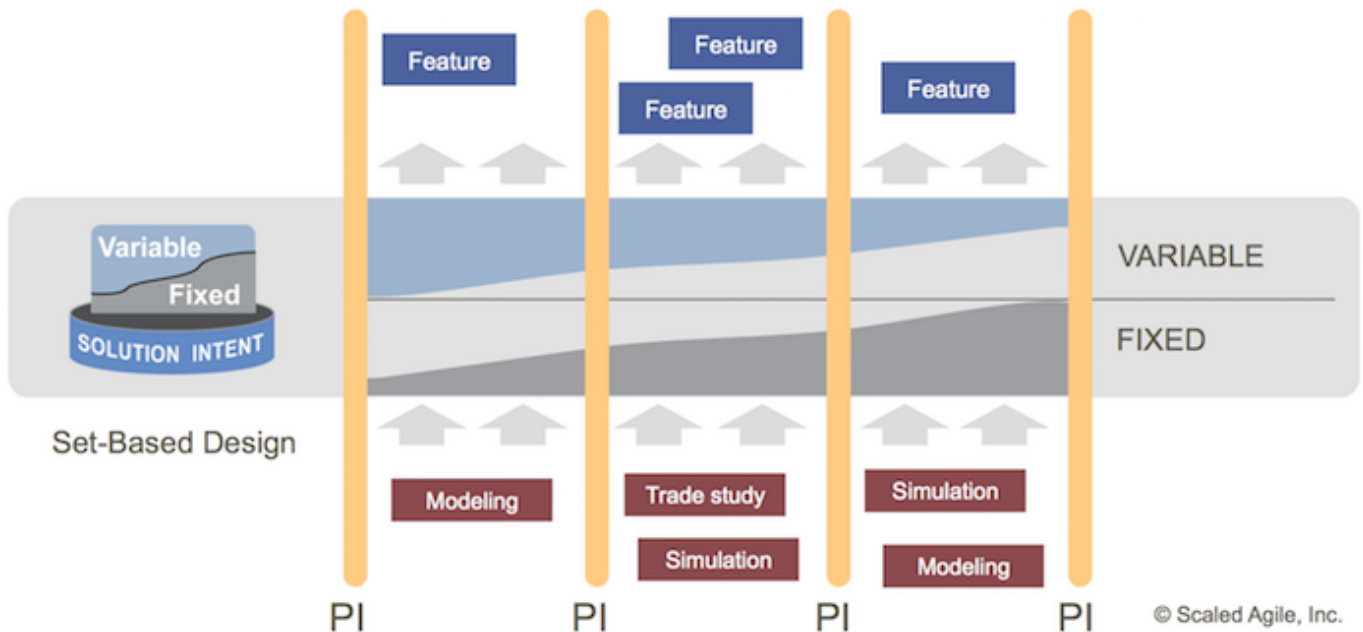 Feature
Feature
Feature
Feature
Variable
Fixed
SOLUTION INTENT
VARIABLE
FIXED
Set-Based Design
Modeling
Trade study
Simulation
Simulation
Modeling
PI
PI
PI
PI
© Scaled Agile, Inc.